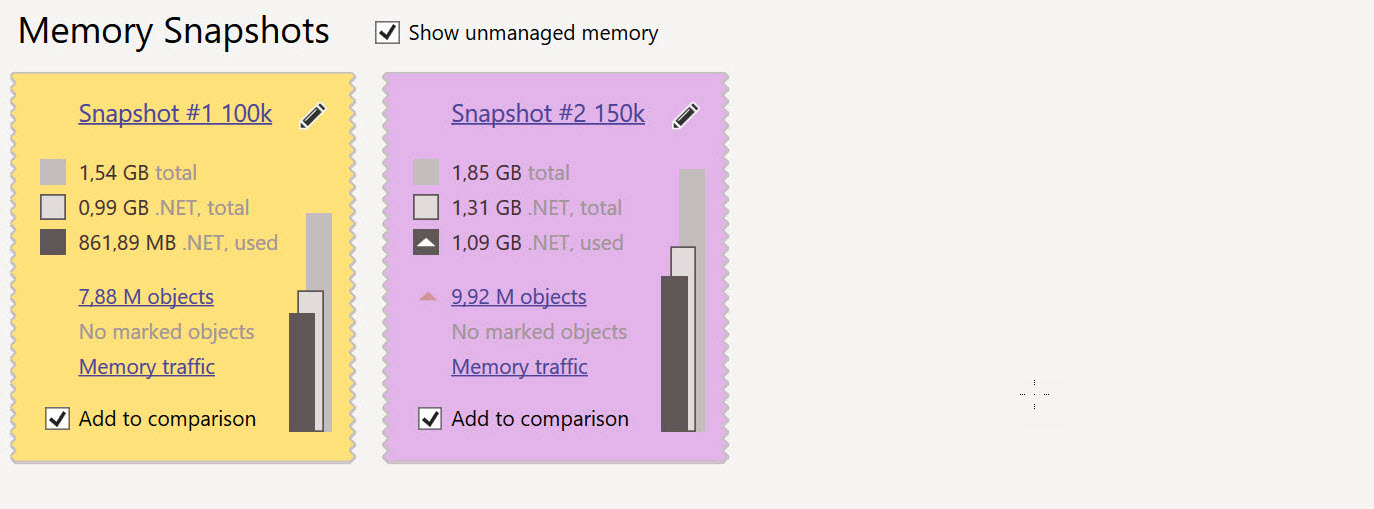 Memory Snapshots
Show unmanaged memory
Snapshot #1 100k
1,54 GB total
0,99 GB .NET, total
861,89 MB .NET, used
7,88 M objects
No marked objects
Memory traffic
Add to comparison
Snapshot #2 150k
1,85 GB total
1,31 GB .NET, total
1,09 GB .NET, used
9,92 M objects
No marked objects
Memory traffic
Add to comparison